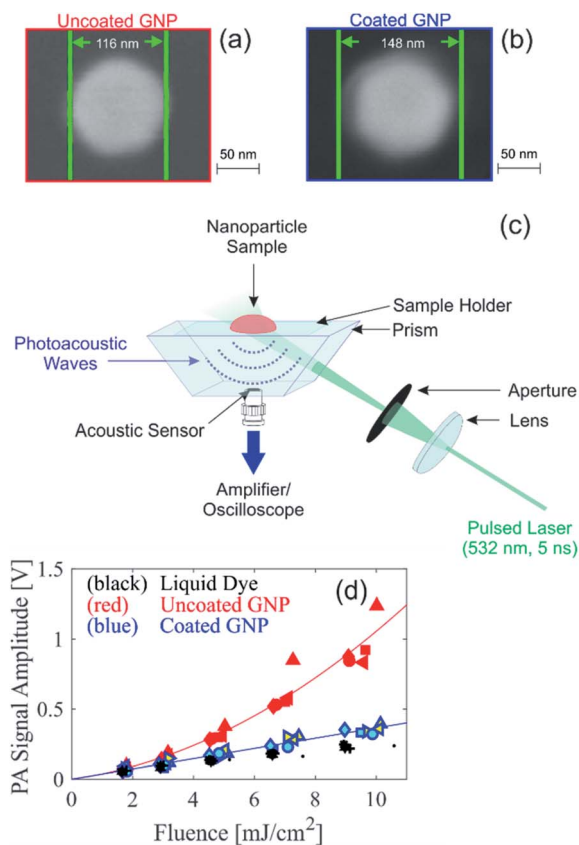 Uncoated GNP
116 nm
(a)
50 nm
Coated GNP
148 nm
(b)
50 nm
(c)
Nanoparticle
Sample
Sample Holder
Prism
Photoacoustic
Waves
Aperture
Lens
Acoustic Sensor
Amplifier/
Oscilloscope
Pulsed Laser
(532 nm, 5 ns)
PA Signal Amplitude [V]
1.5
1
0.5
0
(black) Liquid Dye
(red) Uncoated GNP
(blue) Coated GNP
(d)
0 2 4 6 8 10
Fluence [mJ/cm²]